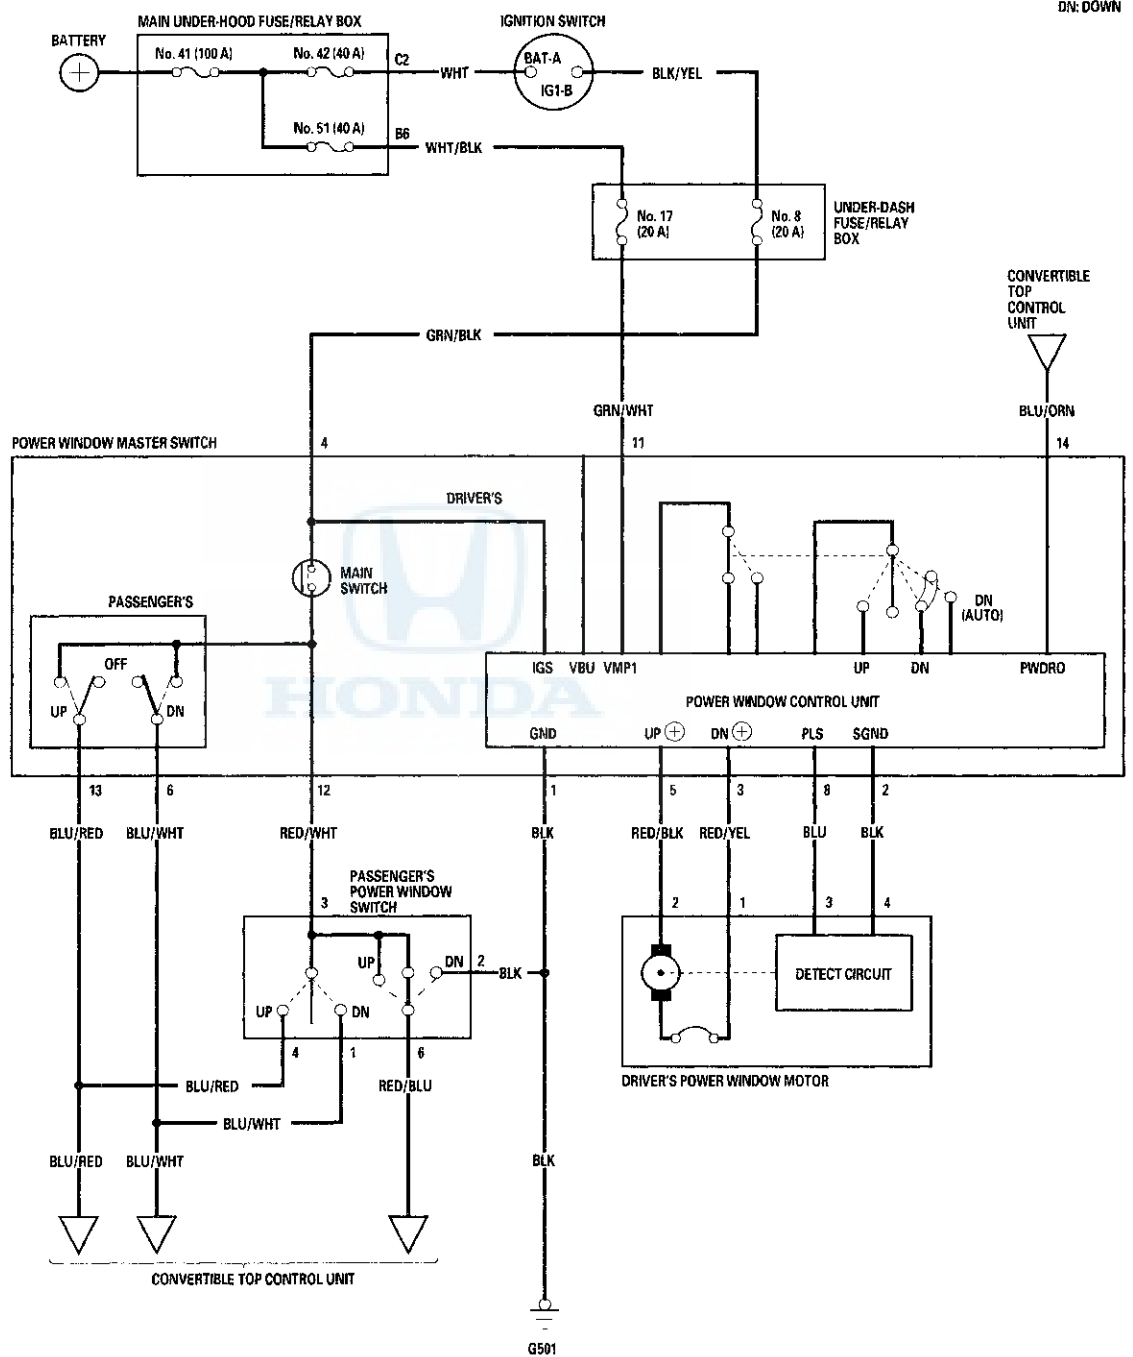 DN: DOWN
MAIN UNDER-HOOD FUSE/RELAY BOX
IGNITION SWITCH
BATTERY
No. 41 (100 A)
No. 42 (40 A)
C2
WHT
BAT-A
IG1-B
BLK/YEL
No. 51 (40 A)
B6
WHT/BLK
No. 17
(20 A)
No. 8
(20 A)
UNDER-DASH
FUSE/RELAY
BOX
CONVERTIBLE
TOP
CONTROL
UNIT
GRN/BLK
GRN/WHT
BLU/ORN
POWER WINDOW MASTER SWITCH
4
11
14
DRIVER'S
MAIN
SWITCH
PASSENGER'S
DN
(AUTO)
OFF
UP
DN
IGS
VBU
VMP1
UP
DN
PWDRO
HONDA
POWER WINDOW CONTROL UNIT
GND
UP +
DN +
PLS
SGND
13
6
12
1
5
3
8
2
BLU/RED
BLU/WHT
RED/WHT
BLK
RED/BLK
RED/YEL
BLU
BLK
PASSENGER'S
POWER WINDOW
SWITCH
3
2
1
3
4
UP
DN
2
BLK
DETECT CIRCUIT
UP
DN
4
1
6
BLU/RED
RED/BLU
DRIVER'S POWER WINDOW MOTOR
BLU/WHT
BLU/RED
BLU/WHT
BLK
CONVERTIBLE TOP CONTROL UNIT
G501